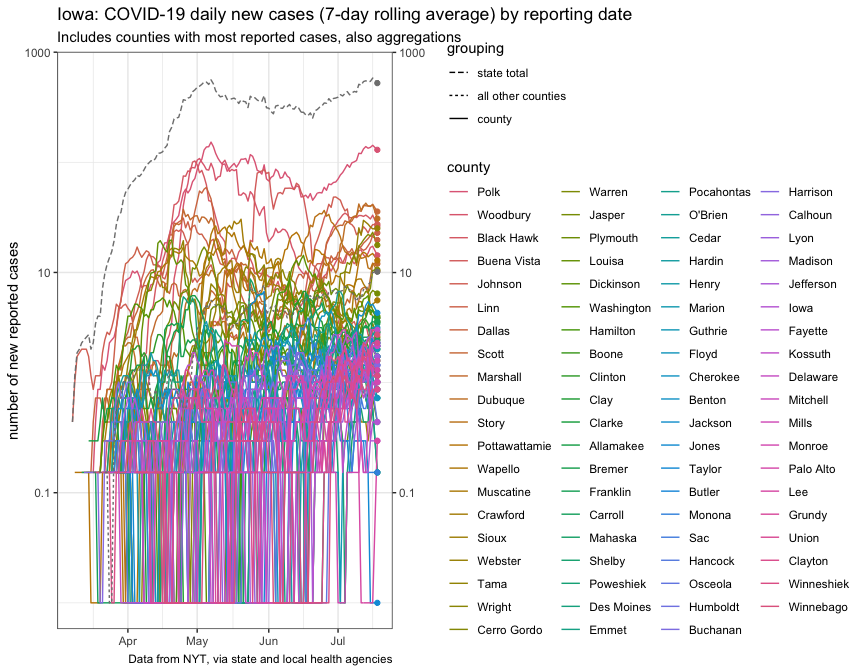 Iowa: COVID-19 daily new cases (7-day rolling average) by reporting date
Includes counties with most reported cases, also aggregations
number of new reported cases
1000
10
0.1
1000
10
0.1
Apr
May
Jun
Jul
Data from NYT, via state and local health agencies
grouping
state total
all other counties
county
county
Polk
Woodbury
Black Hawk
Buena Vista
Johnson
Linn
Dallas
Scott
Marshall
Dubuque
Story
Pottawattamie
Wapello
Muscatine
Crawford
Sioux
Webster
Tama
Wright
Cerro Gordo
Warren
Jasper
Plymouth
Louisa
Dickinson
Washington
Hamilton
Boone
Clinton
Clay
Clarke
Allamakee
Bremer
Franklin
Carroll
Mahaska
Shelby
Poweshiek
Des Moines
Emmet
Pocahontas
O'Brien
Cedar
Hardin
Henry
Marion
Guthrie
Floyd
Cherokee
Benton
Jackson
Jones
Taylor
Butler
Monona
Sac
Hancock
Osceola
Humboldt
Buchanan
Harrison
Calhoun
Lyon
Madison
Jefferson
Iowa
Fayette
Kossuth
Delaware
Mitchell
Mills
Monroe
Palo Alto
Lee
Grundy
Union
Clayton
Winneshiek
Winnebago